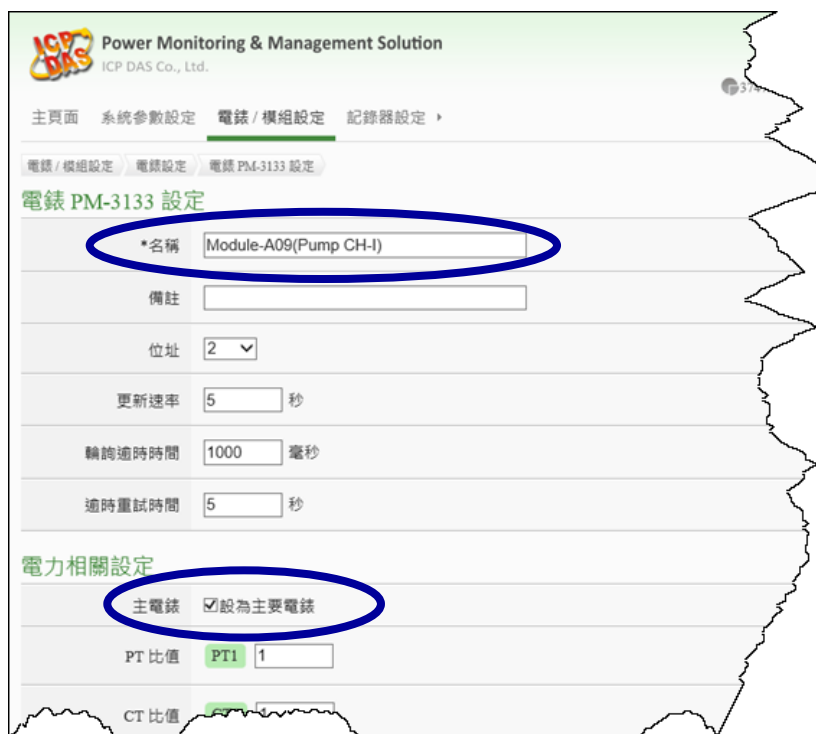 ICP DAS
Power Monitoring & Management Solution
ICP DAS Co., Ltd.
主頁面 系統參數設定 電錶 / 模組設定 記錄器設定
電錶 / 模組設定 電錶設定 電錶 PM-3133 設定
電錶 PM-3133 設定
*名稱 Module-A09(Pump CH-I)
備註
位址 2
更新速率 5 秒
輪詢逾時時間 1000 毫秒
逾時重試時間 5 秒
電力相關設定
主電錶 設為主要電錶
PT 比值 PT1 1
CT 比值